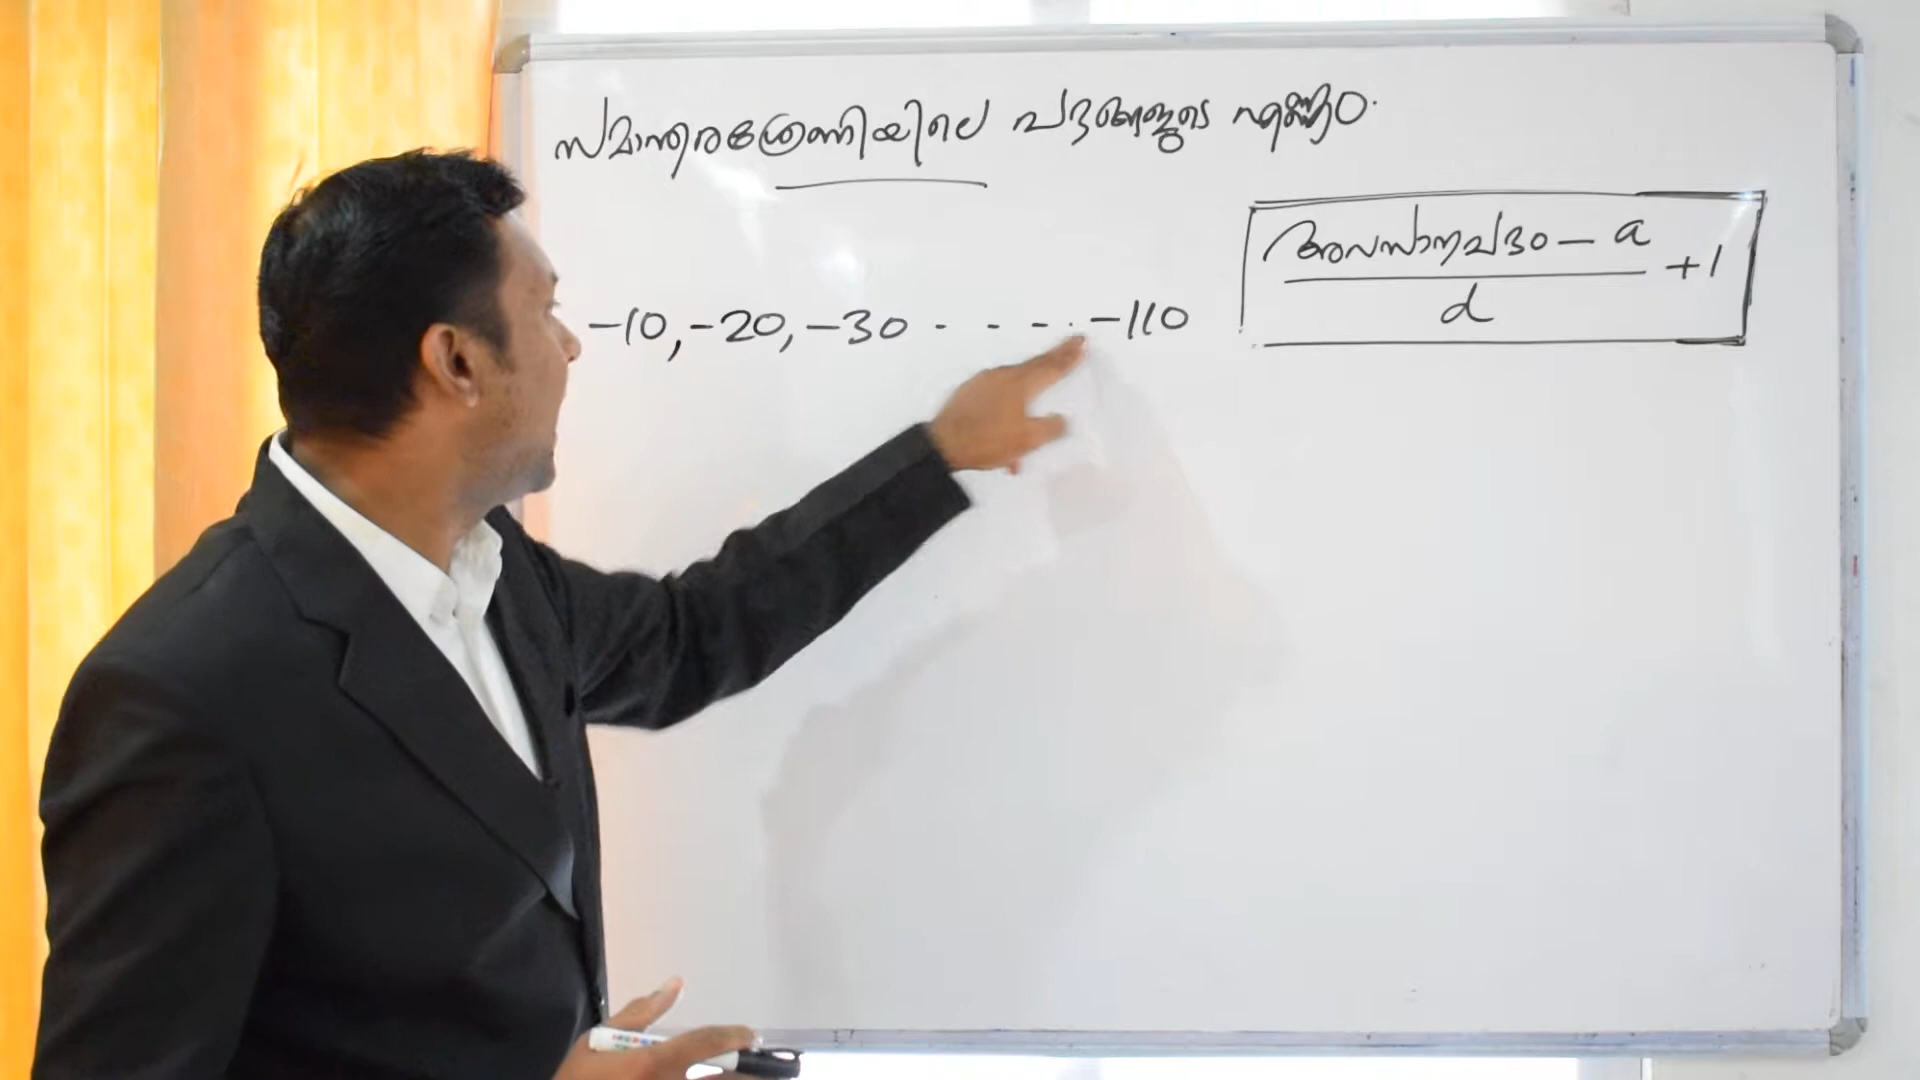 സമാന്തരശ്രേണിയിലെ പദങ്ങളുടെ എണ്ണം.
-10, -20, -30 - - - . -110
അവസാനപദം - a
+1
d